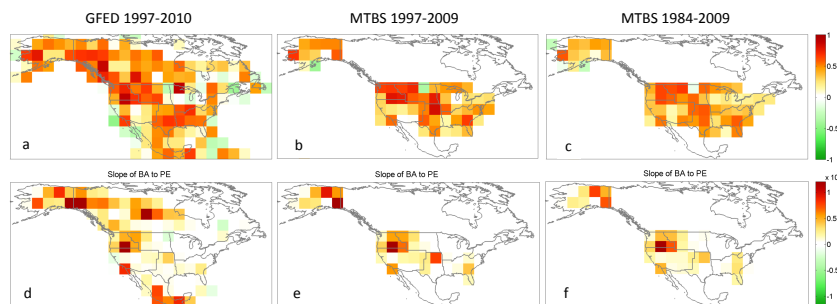 GFED 1997-2010
MTBS 1997-2009
MTBS 1984-2009
a
b
c
1
0.5
0
-0.5
-1
Slope of BA to PE
Slope of BA to PE
Slope of BA to PE
d
e
f
x 10
1
0.5
0
-0.5
-1